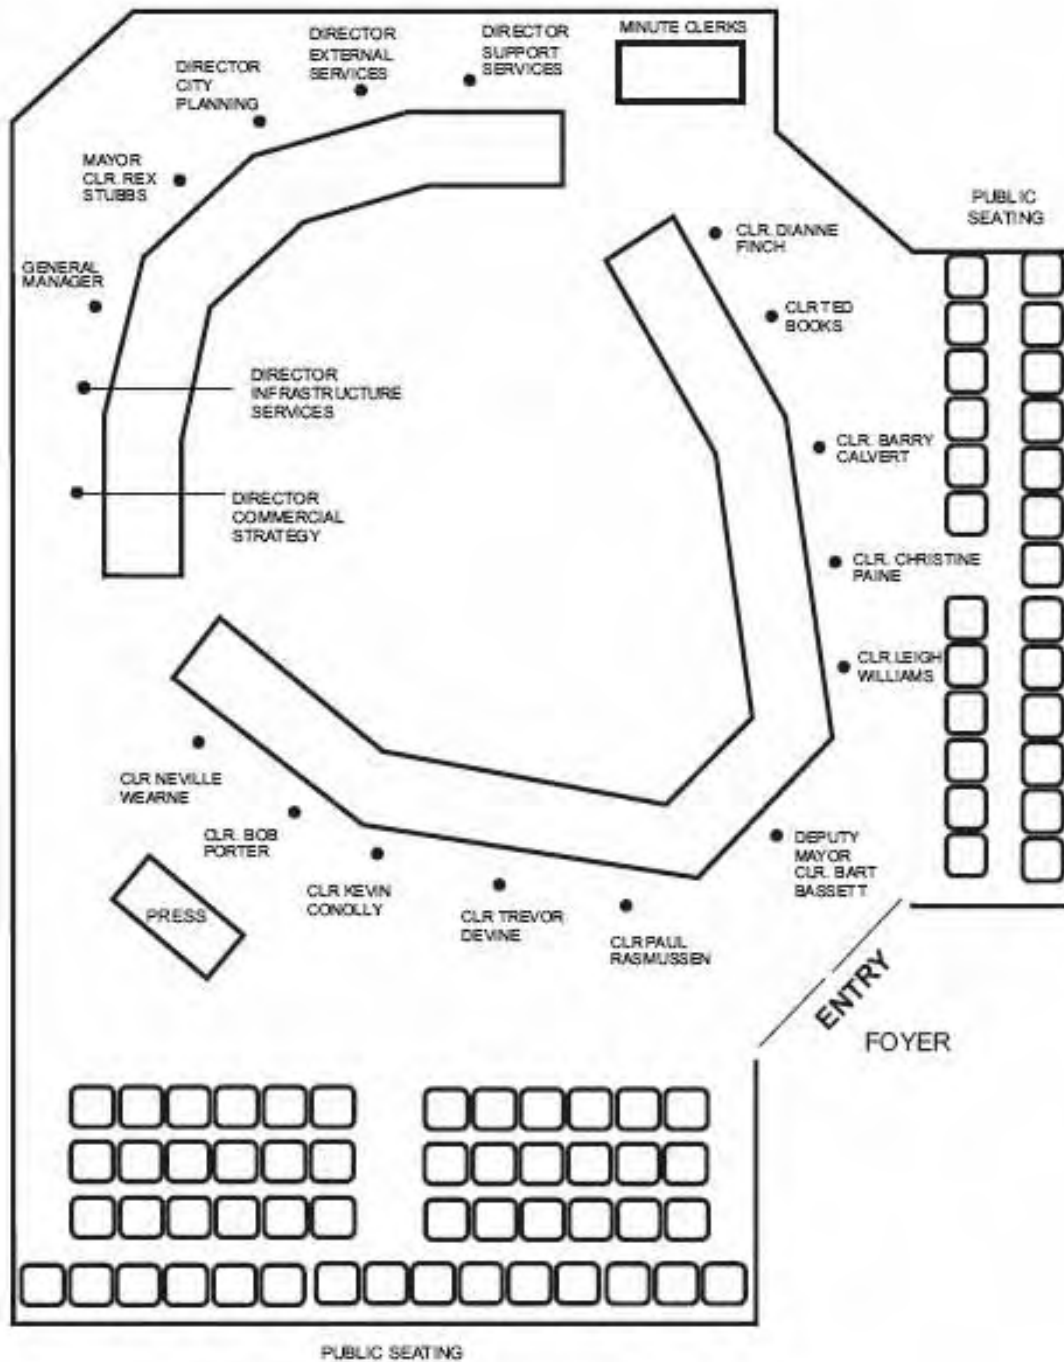 DIRECTOR
EXTERNAL
SERVICES
DIRECTOR
SUPPORT
SERVICES
MINUTE CLERKS
DIRECTOR
CITY
PLANNING
MAYOR
CLR. REX
STUBBS
GENERAL
MANAGER
DIRECTOR
INFRASTRUCTURE
SERVICES
DIRECTOR
COMMERCIAL
STRATEGY
PUBLIC
SEATING
CLR. DIANNE
FINCH
CLR TED
BOOKS
CLR. BARRY
CALVERT
CLR. CHRISTINE
PAINE
CLR. LEIGH
WILLIAMS
DEPUTY
MAYOR
CLR. BART
BASSETT
CLR NEVILLE
WEARNE
CLR. BOB
PORTER
CLR KEVIN
CONOLLY
CLR TREVOR
DEVINE
CLR PAUL
RASMUSSEN
PRESS
ENTRY
FOYER
PUBLIC SEATING